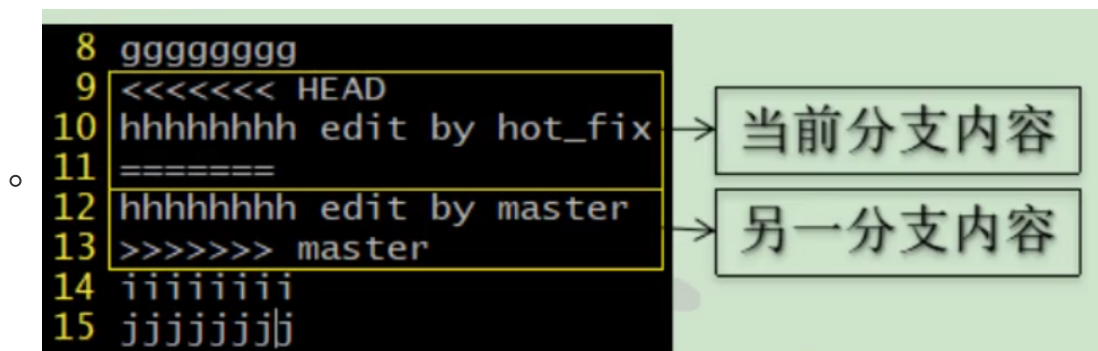 8 gggggggg
9 <<<<<<< HEAD
10 hhhhhhhh edit by hot_fix
当前分支内容
11 =======
12 hhhhhhhh edit by master
另一分支内容
13 >>>>>>> master
14 iiiiiiii
15 jjjjjjjj